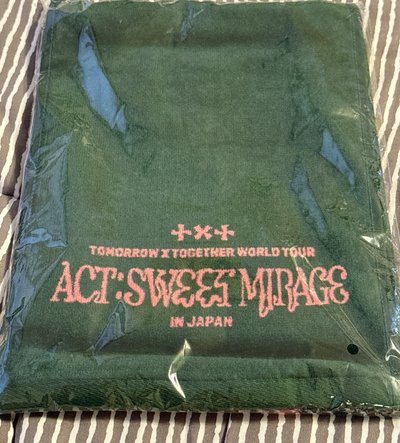 +×+
TOMORROW X TOGETHER WORLD TOUR
ACT:SWEET MIRAGE
IN JAPAN